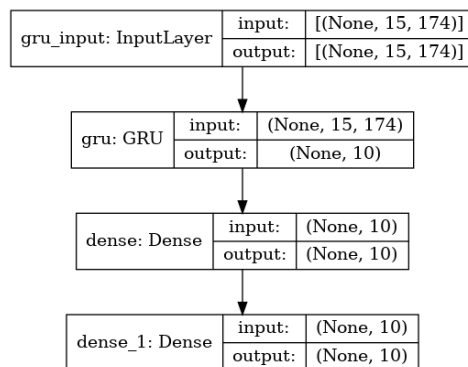 gru_input: InputLayer
input: [(None, 15, 174)]
output: [(None, 15, 174)]
gru: GRU
input: (None, 15, 174)
output: (None, 10)
dense: Dense
input: (None, 10)
output: (None, 10)
dense_1: Dense
input: (None, 10)
output: (None, 10)